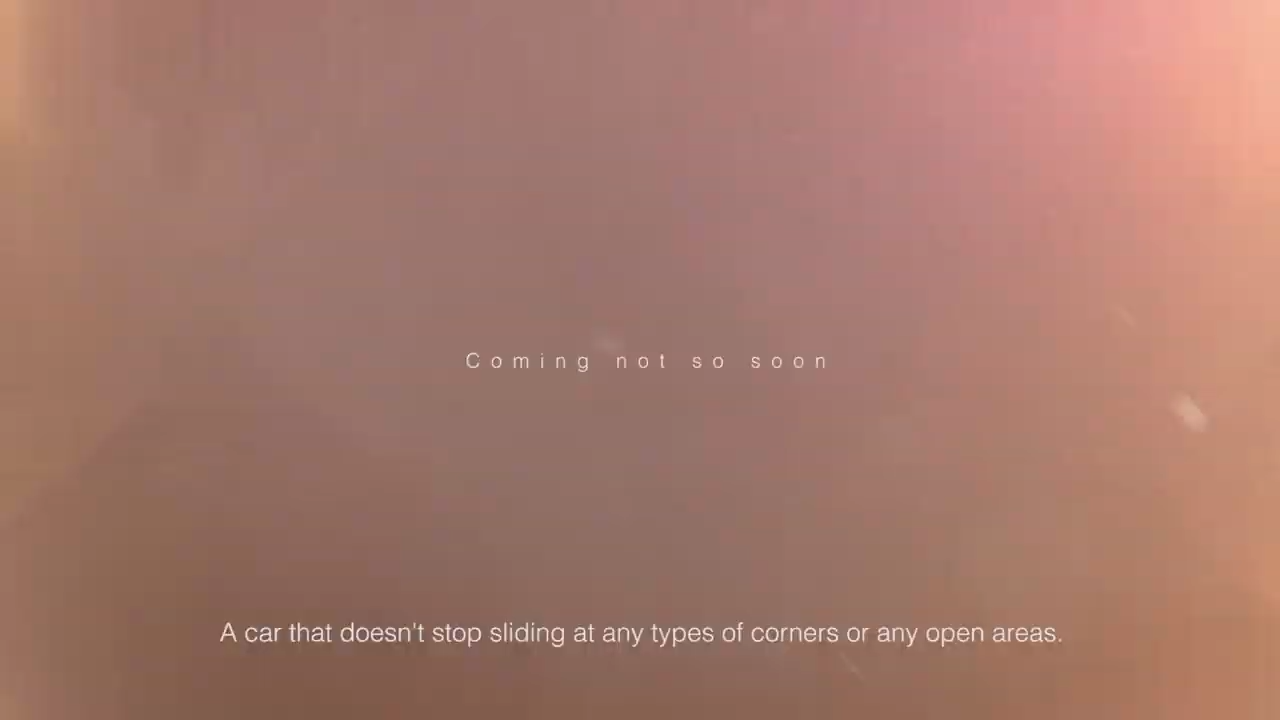 Coming not so soon
A car that doesn't stop sliding at any types of corners or any open areas.